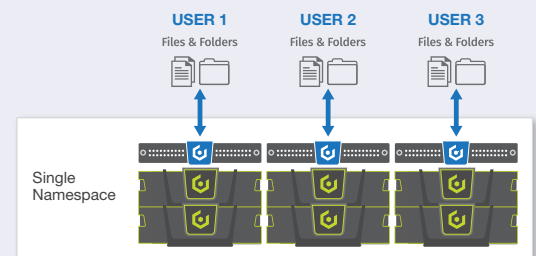 USER 1
USER 2
USER 3
Files & Folders
Files & Folders
Files & Folders
Single
Namespace